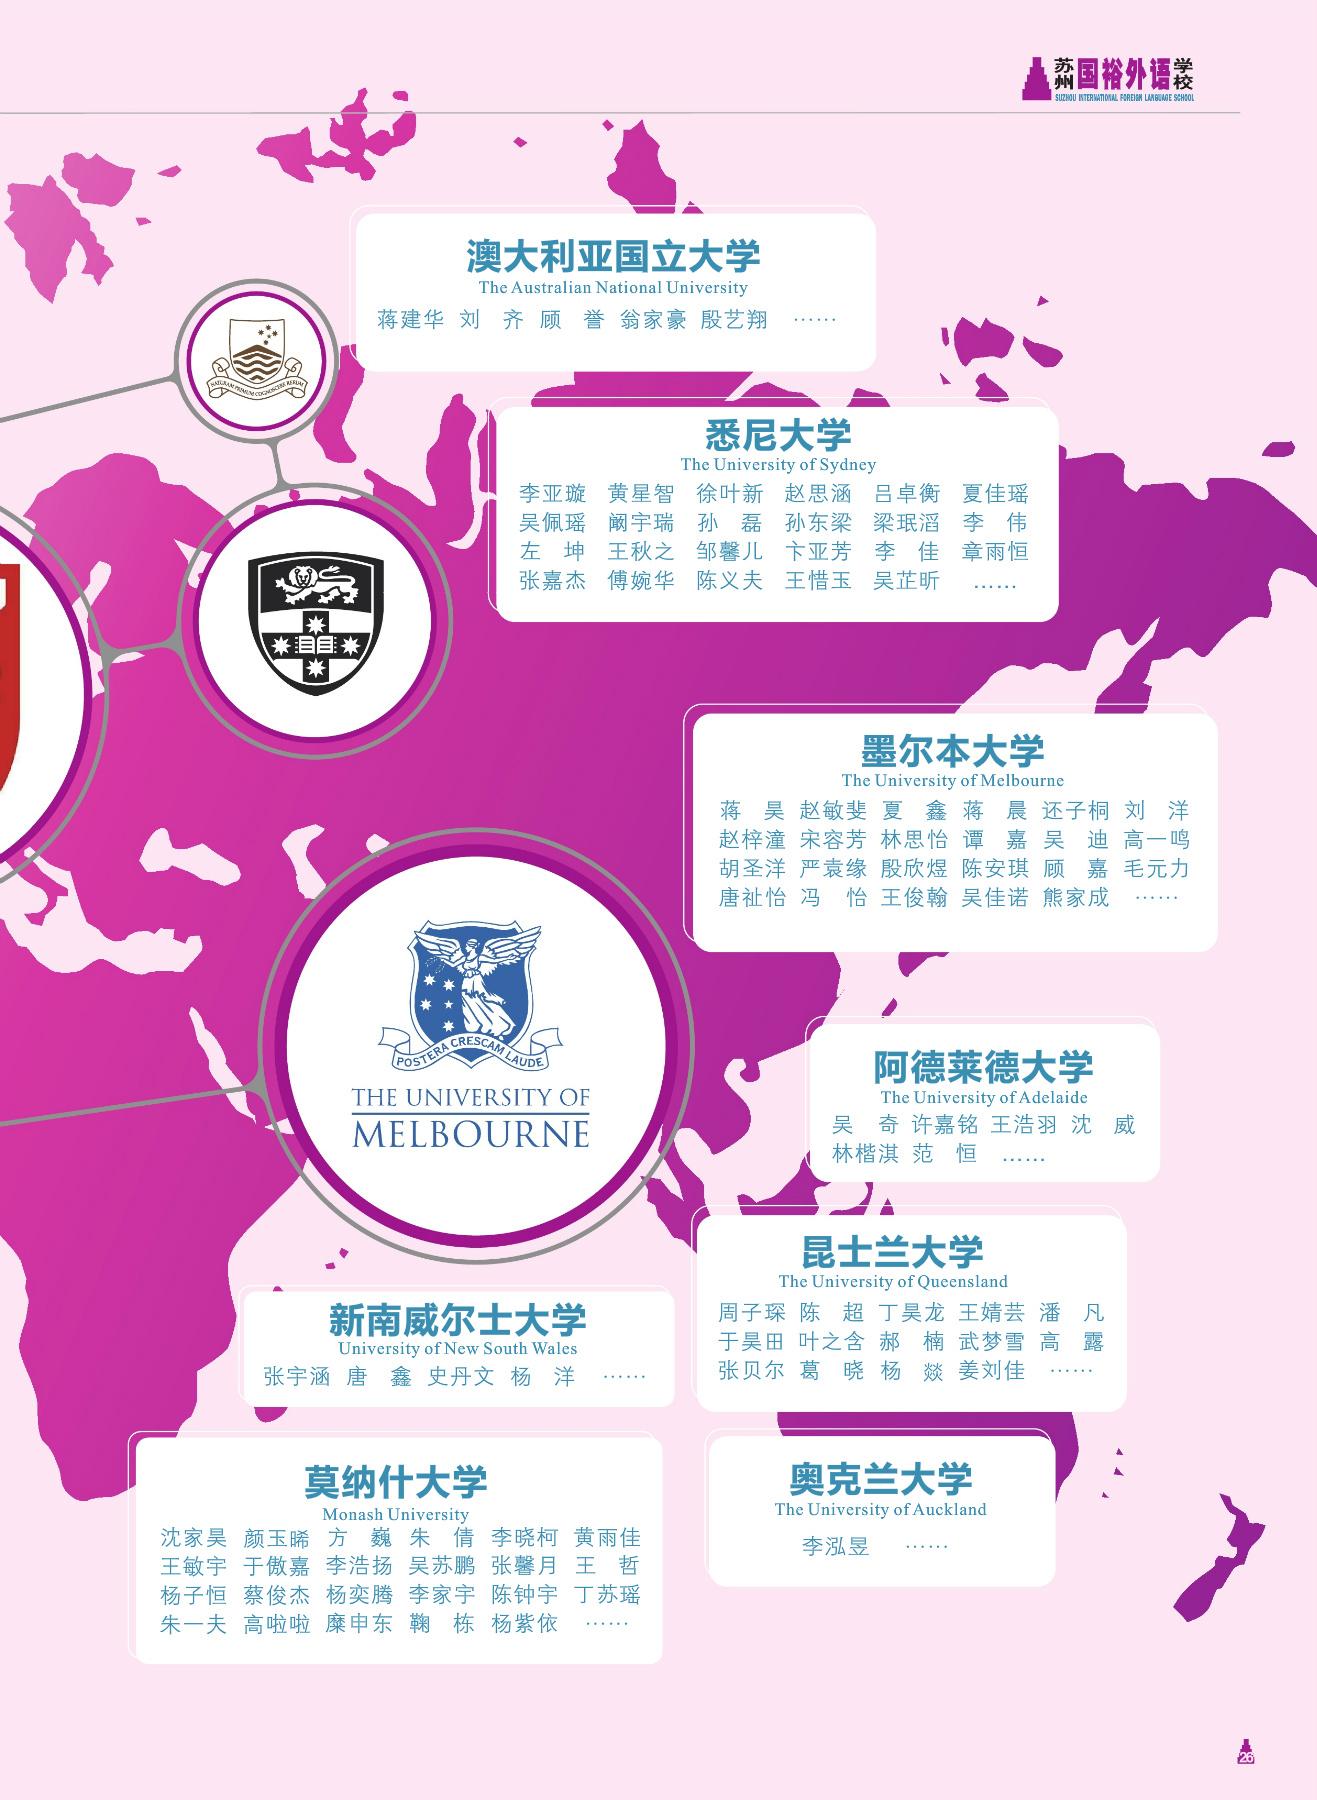 苏州国裕外语学校
SUZHOU INTERNATIONAL FOREIGN LANGUAGE SCHOOL
澳大利亚国立大学
The Australian National University
蒋建华 刘 齐 顾 誉 翁家豪 殷艺翔 ……
NATURAM PRIMUM COGNOSCERE RERUM
悉尼大学
The University of Sydney
李亚璇 黄星智 徐叶新 赵思涵 吕卓衡 夏佳瑶
吴佩瑶 阚宇瑞 孙 磊 孙东梁 梁珉滔 李 伟
左 坤 王秋之 邹馨儿 卞亚芳 李 佳 章雨恒
张嘉杰 傅婉华 陈义夫 王惜玉 吴芷昕 ……
墨尔本大学
The University of Melbourne
蒋 昊 赵敏斐 夏 鑫 蒋 晨 还子桐 刘 洋
赵梓潼 宋容芳 林思怡 谭 嘉 吴 迪 高一鸣
胡圣洋 严袁缘 殷欣煜 陈安琪 顾 嘉 毛元力
唐祉怡 冯 怡 王俊翰 吴佳诺 熊家成 ……
POSTERA CRESCAM LAUDE
THE UNIVERSITY OF
MELBOURNE
阿德莱德大学
The University of Adelaide
吴 奇 许嘉铭 王浩羽 沈 威
林楷淇 范 恒 ……
昆士兰大学
The University of Queensland
周子琛 陈 超 丁昊龙 王婧芸 潘 凡
于昊田 叶之含 郝 楠 武梦雪 高 露
张贝尔 葛 晓 杨 燚 姜刘佳 ……
新南威尔士大学
University of New South Wales
张宇涵 唐 鑫 史丹文 杨 洋 ……
莫纳什大学
Monash University
沈家昊 颜玉晞 方 巍 朱 倩 李晓柯 黄雨佳
王敏宇 于傲嘉 李浩扬 吴苏鹏 张馨月 王 哲
杨子恒 蔡俊杰 杨奕腾 李家宇 陈钟宇 丁苏瑶
朱一夫 高啦啦 糜申东 鞠 栋 杨紫依 ……
奥克兰大学
The University of Auckland
李泓昱 ……
26